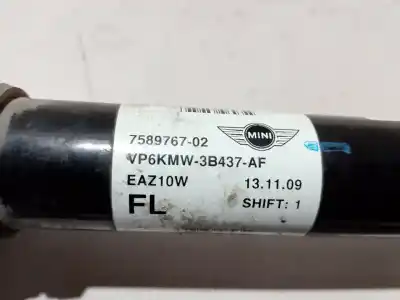 7589767-02
MINI
VP6KMW-3B437-AF
EAZ10W 13.11.09
FL SHIFT: 1